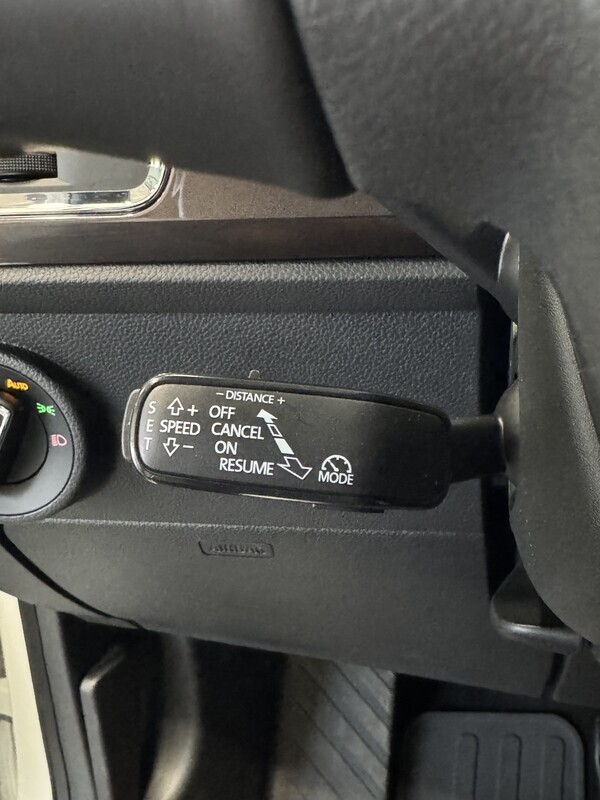 AUTO
- DISTANCE +
S + OFF
E SPEED CANCEL
T - ON
RESUME
MODE
AIRBAG